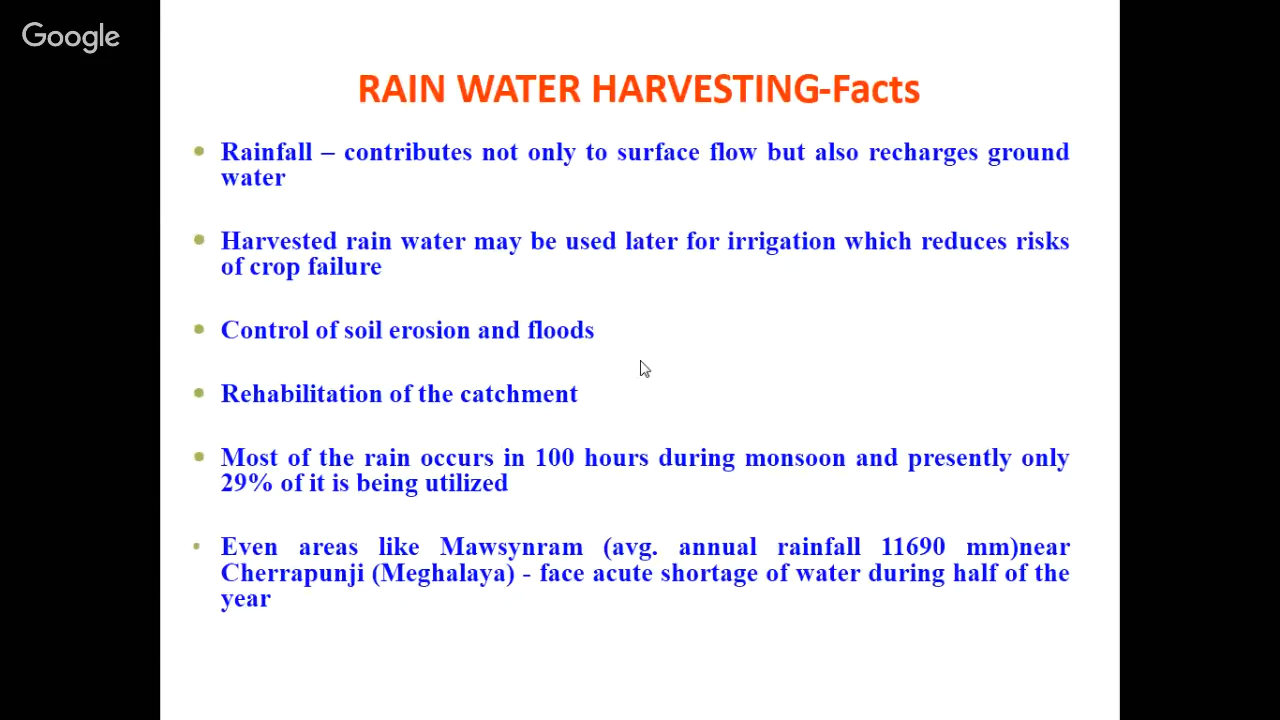 Google
RAIN WATER HARVESTING-Facts
Rainfall – contributes not only to surface flow but also recharges ground
water
Harvested rain water may be used later for irrigation which reduces risks
of crop failure
Control of soil erosion and floods
Rehabilitation of the catchment
Most of the rain occurs in 100 hours during monsoon and presently only
29% of it is being utilized
Even areas like Mawsynram (avg. annual rainfall 11690 mm)near
Cherrapunji (Meghalaya) - face acute shortage of water during half of the
year